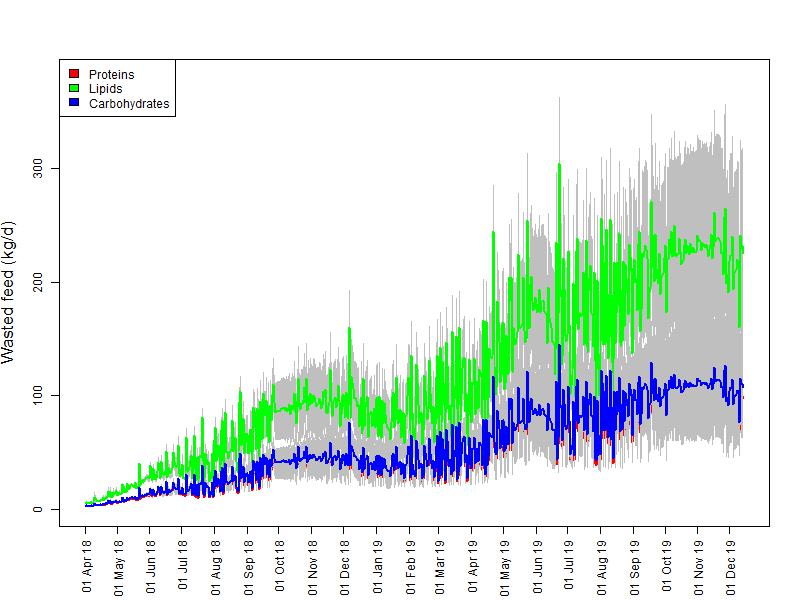 Proteins
Lipids
Carbohydrates
Wasted feed (kg/d)
300
200
100
0
01 Apr 18
01 May 18
01 Jun 18
01 Jul 18
01 Aug 18
01 Sep 18
01 Oct 18
01 Nov 18
01 Dec 18
01 Jan 19
01 Feb 19
01 Mar 19
01 Apr 19
01 May 19
01 Jun 19
01 Jul 19
01 Aug 19
01 Sep 19
01 Oct 19
01 Nov 19
01 Dec 19